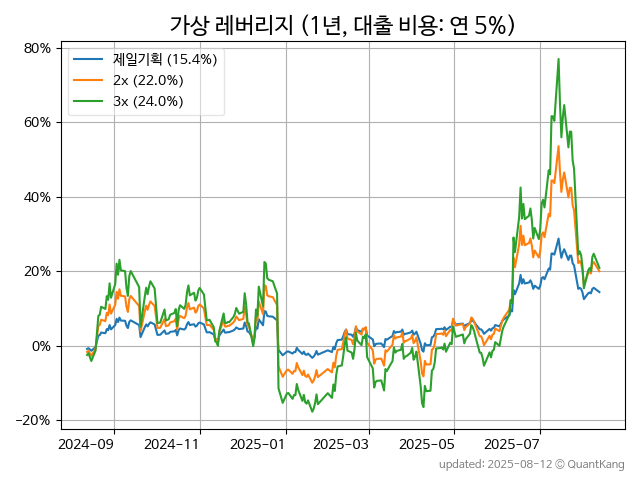 가상 레버리지 (1년, 대출 비용: 연 5%)
제일기획 (15.4%)
2x (22.0%)
3x (24.0%)
80%
60%
40%
20%
0%
−20%
2024-09 2024-11 2025-01 2025-03 2025-05 2025-07
updated: 2025-08-12 © QuantKang